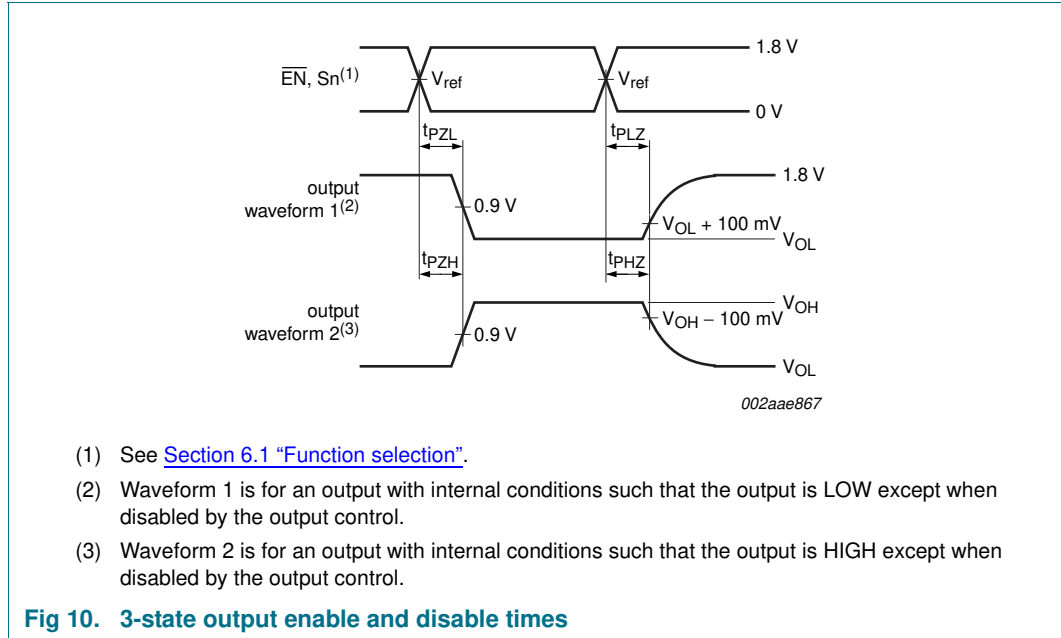 1.8 V
EN, Sn(1)
Vref
Vref
0 V
tPZL
tPLZ
1.8 V
output
waveform 1(2)
0.9 V
VOL + 100 mV
VOL
tPZH
tPHZ
VOH
output
waveform 2(3)
VOH − 100 mV
0.9 V
VOL
002aae867
(1) See Section 6.1 “Function selection”.
(2) Waveform 1 is for an output with internal conditions such that the output is LOW except when
disabled by the output control.
(3) Waveform 2 is for an output with internal conditions such that the output is HIGH except when
disabled by the output control.
Fig 10. 3-state output enable and disable times